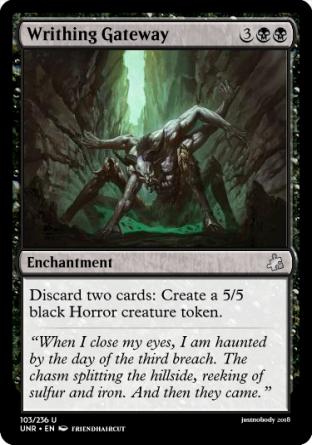 Writhing Gateway 3
Enchantment
Discard two cards: Create a 5/5
black Horror creature token.
“When I close my eyes, I am haunted
by the day of the third breach. The
chasm splitting the hillside, reeking of
sulfur and iron. And then they came.”
103/236 U
UNR • EN FRIENDHAIRCUT
justnobody 2018